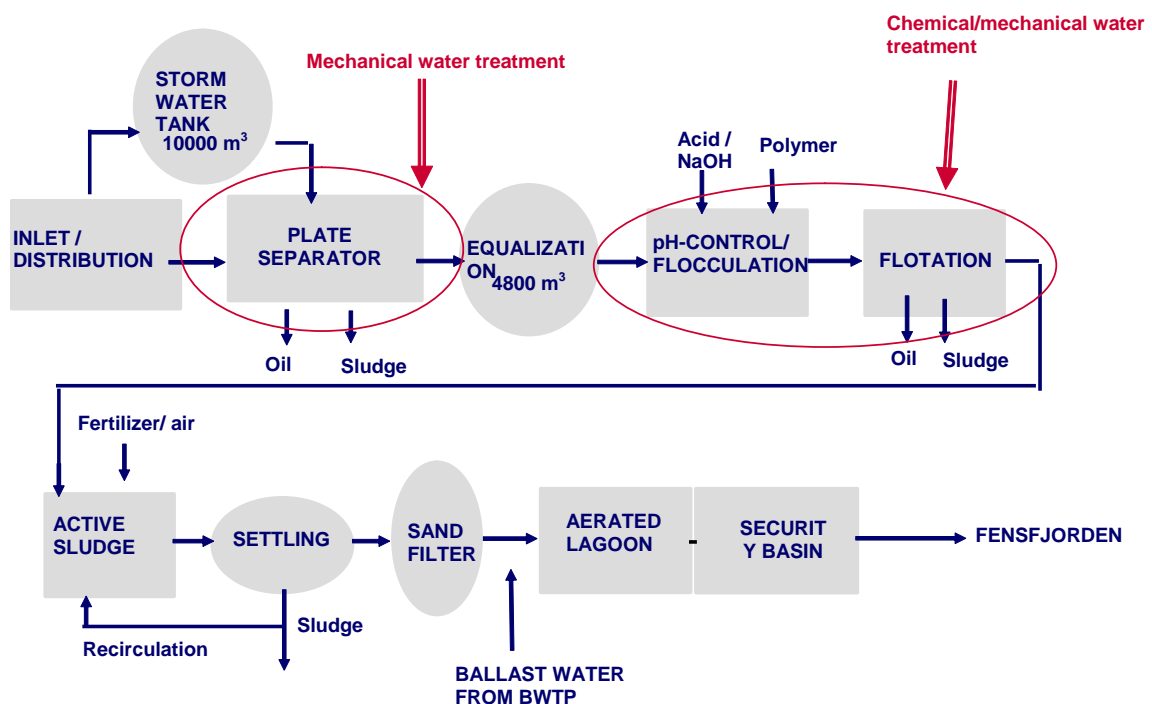 Chemical/mechanical water
treatment
Mechanical water treatment
STORM
WATER
TANK
10000 m³
Acid /
NaOH
Polymer
INLET /
DISTRIBUTION
PLATE
SEPARATOR
EQUALIZATI
ON
4800 m³
pH-CONTROL/
FLOCCULATION
FLOTATION
Oil
Sludge
Oil
Sludge
Fertilizer/ air
ACTIVE
SLUDGE
SETTLING
SAND
FILTER
AERATED
LAGOON
SECURIT
Y BASIN
FENSFJORDEN
Sludge
Recirculation
BALLAST WATER
FROM BWTP